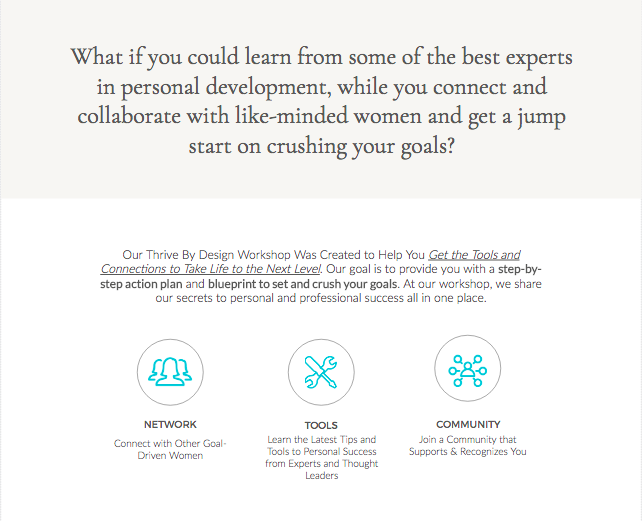 What if you could learn from some of the best experts
in personal development, while you connect and
collaborate with like-minded women and get a jump
start on crushing your goals?
Our Thrive By Design Workshop Was Created to Help You Get the Tools and
Connections to Take Life to the Next Level. Our goal is to provide you with a step-by-
step action plan and blueprint to set and crush your goals. At our workshop, we share
our secrets to personal and professional success all in one place.
NETWORK
Connect with Other Goal-
Driven Women
TOOLS
Learn the Latest Tips and
Tools to Personal Success
from Experts and Thought
Leaders
COMMUNITY
Join a Community that
Supports & Recognizes You